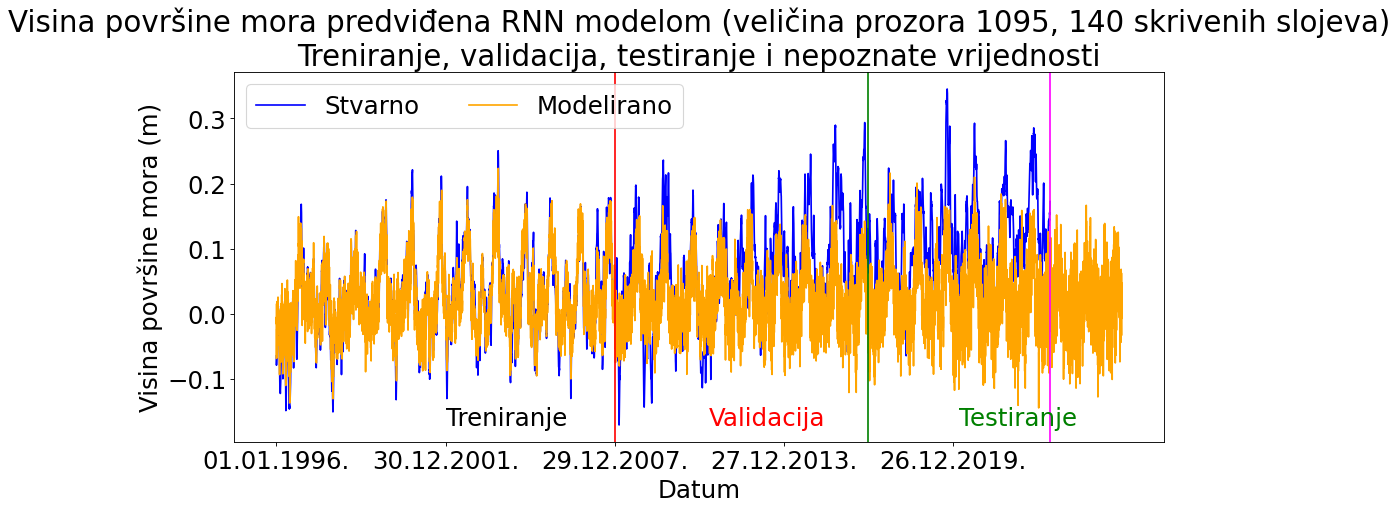 Visina površine mora predviđena RNN modelom (veličina prozora 1095, 140 skrivenih slojeva)
Treniranje, validacija, testiranje i nepoznate vrijednosti
Stvarno Modelirano
Visina površine mora (m)
0.3
0.2
0.1
0.0
−0.1
Treniranje Validacija Testiranje
01.01.1996. 30.12.2001. 29.12.2007. 27.12.2013. 26.12.2019.
Datum